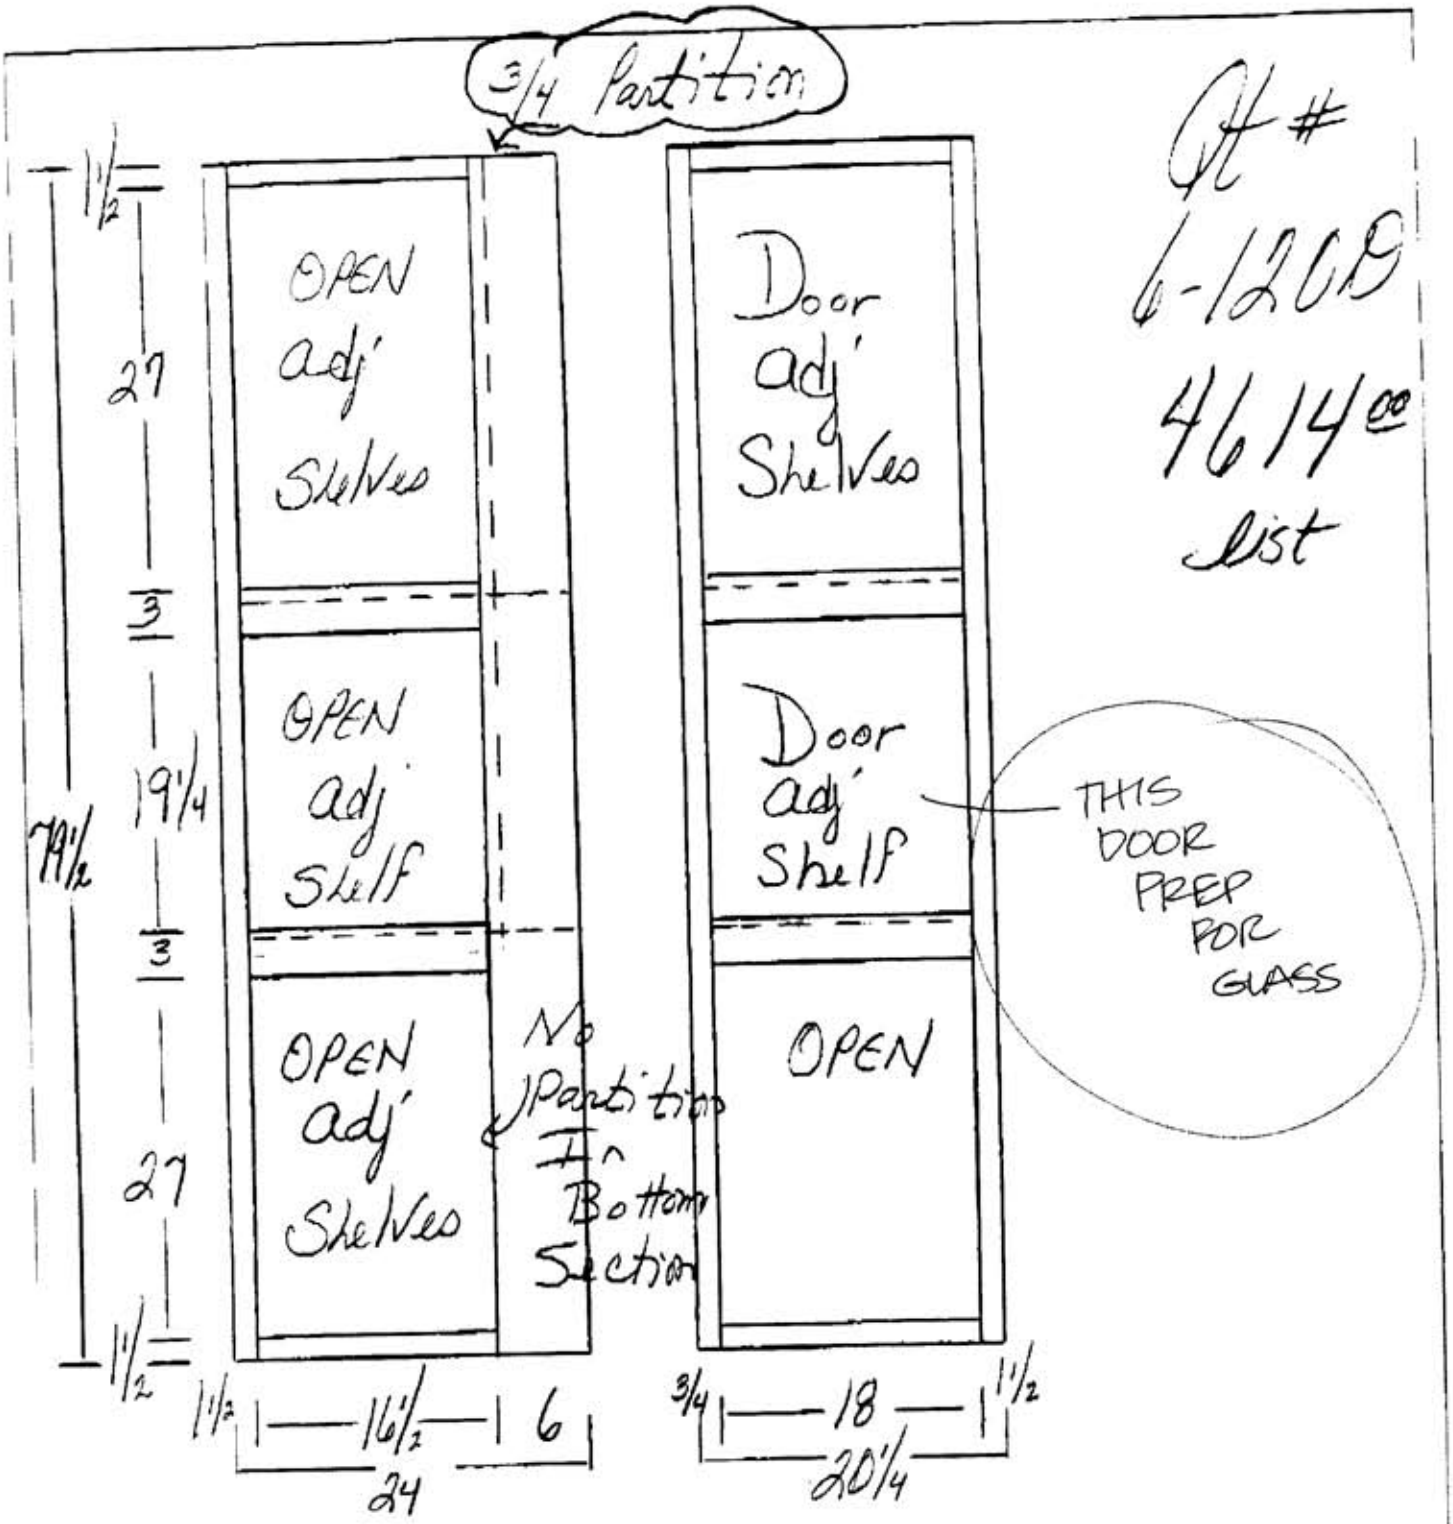 3/4 Partition
Qt #
6-120B
4614 00
list
1 1/2
27
3
19 1/4
79 1/2
3
27
1 1/2
OPEN
adj
Shelves
OPEN
adj
Shelf
OPEN
adj
Shelves
No
Partition
In
Bottom
Section
Door
adj
Shelves
Door
adj
Shelf
OPEN
THIS
DOOR
PREP
FOR
GLASS
1 1/2
16 1/2
6
24
3/4
18
1 1/2
20 1/4